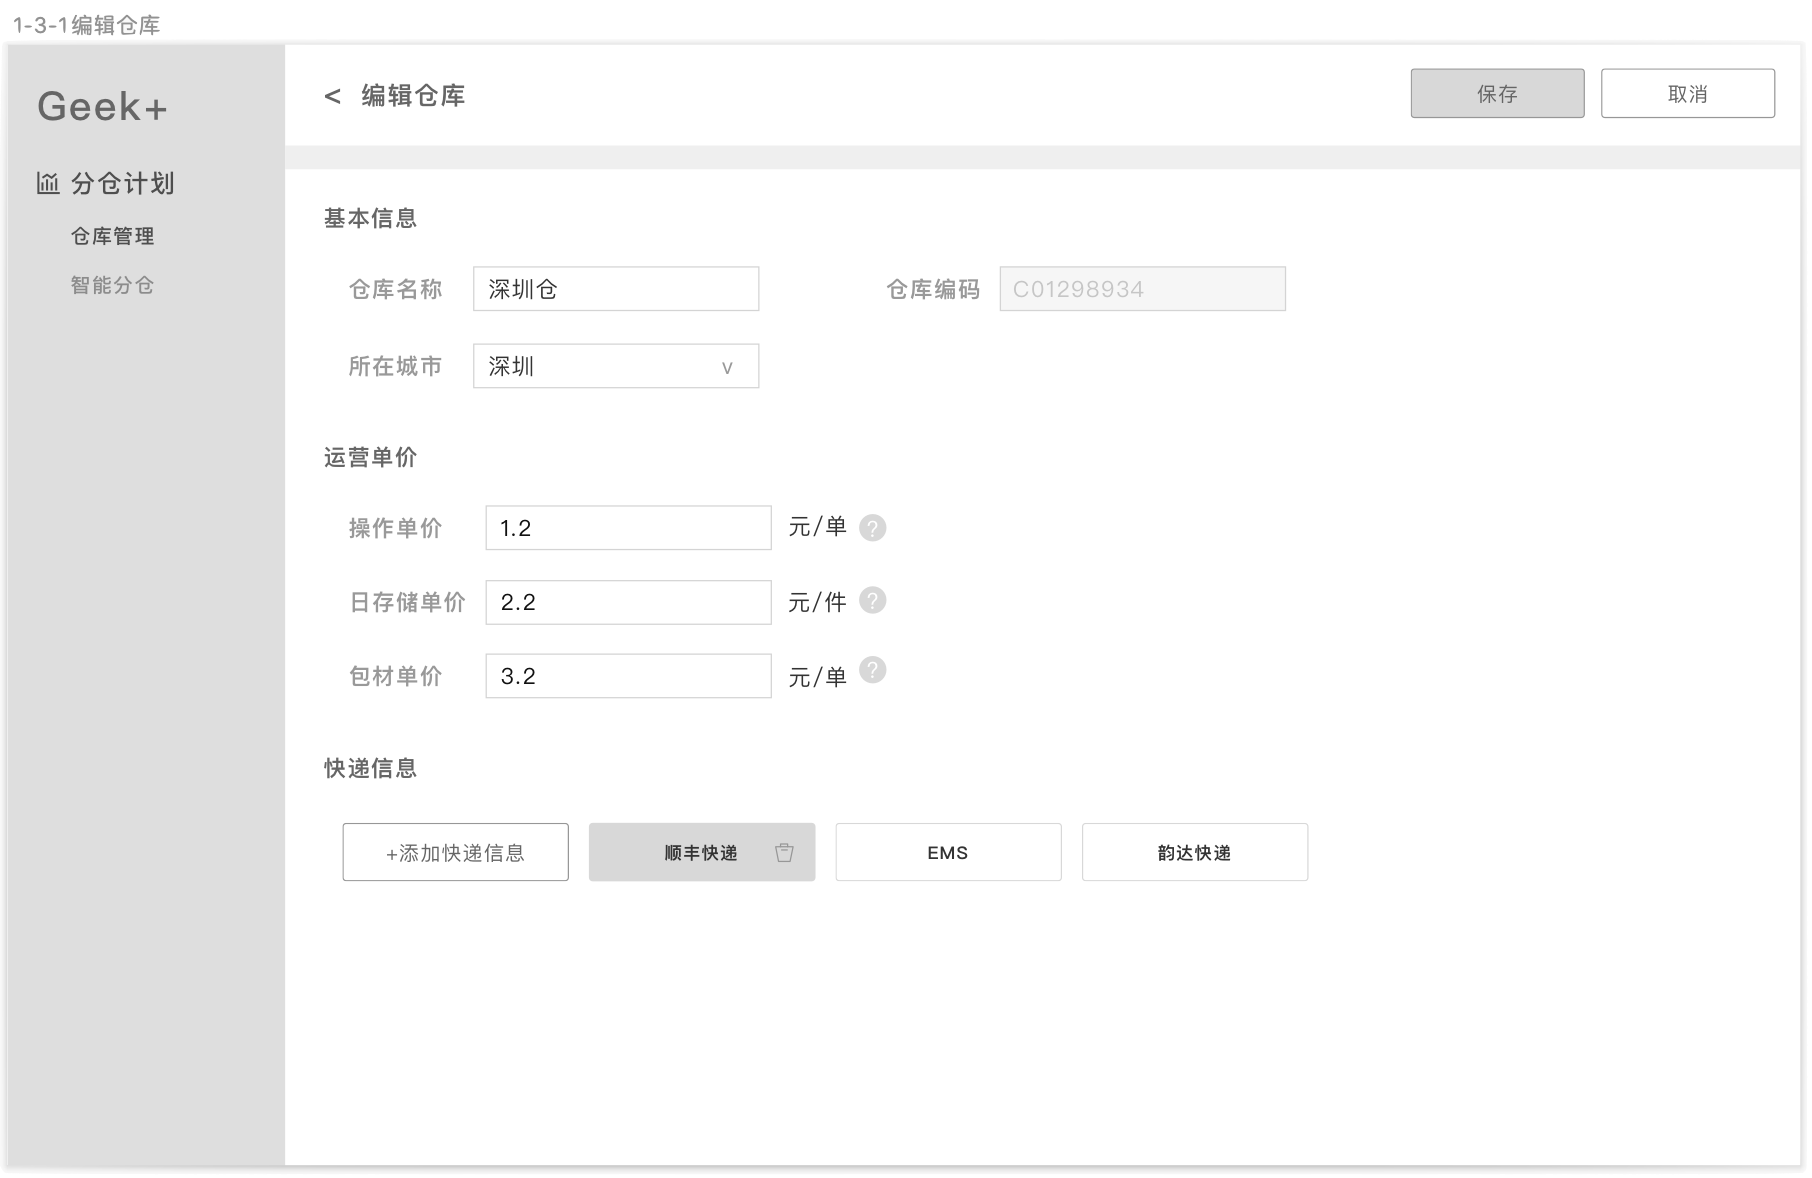 1-3-1编辑仓库
Geek+
分仓计划
仓库管理
智能分仓
< 编辑仓库
保存
取消
基本信息
仓库名称 深圳仓 仓库编码 C01298934
所在城市 深圳 v
运营单价
操作单价 1.2 元/单 ?
日存储单价 2.2 元/件 ?
包材单价 3.2 元/单 ?
快递信息
+添加快递信息 顺丰快递 EMS 韵达快递